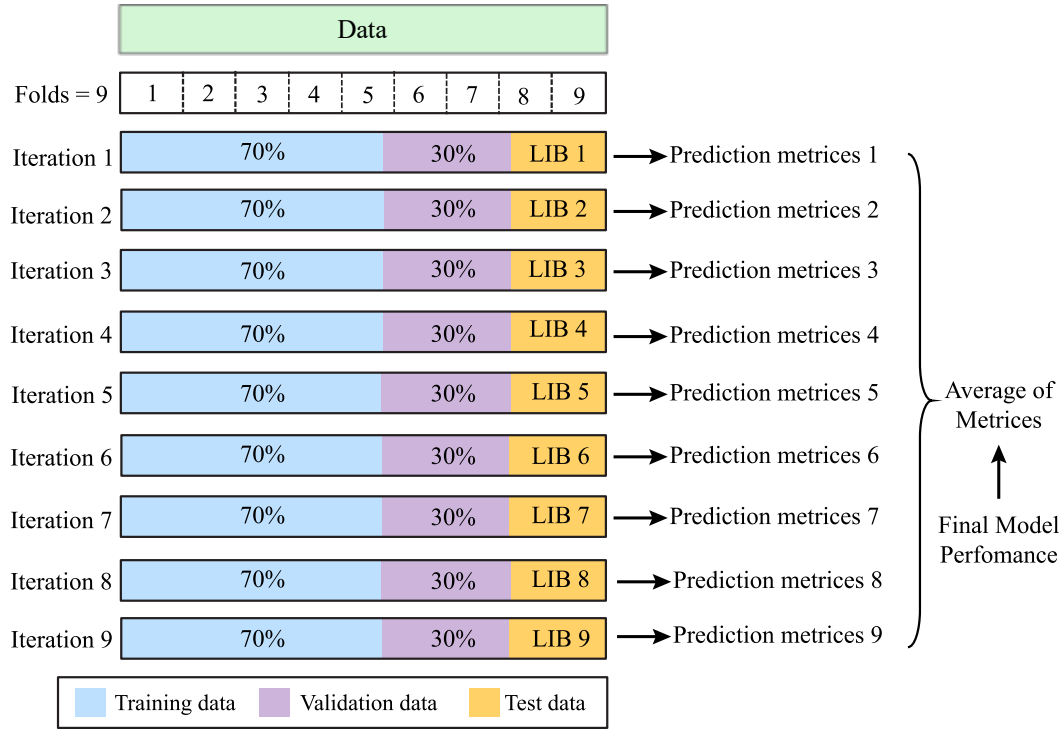 Data
Folds = 9 1 2 3 4 5 6 7 8 9
Iteration 1 70% 30% LIB 1 Prediction metrices 1
Iteration 2 70% 30% LIB 2 Prediction metrices 2
Iteration 3 70% 30% LIB 3 Prediction metrices 3
Iteration 4 70% 30% LIB 4 Prediction metrices 4
Iteration 5 70% 30% LIB 5 Prediction metrices 5
Iteration 6 70% 30% LIB 6 Prediction metrices 6
Iteration 7 70% 30% LIB 7 Prediction metrices 7
Iteration 8 70% 30% LIB 8 Prediction metrices 8
Iteration 9 70% 30% LIB 9 Prediction metrices 9
Average of
Metrices
Final Model
Perfomance
Training data Validation data Test data